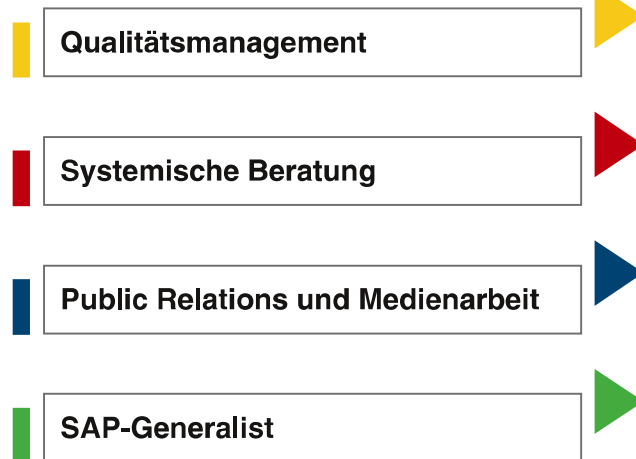 Qualitätsmanagement
Systemische Beratung
Public Relations und Medienarbeit
SAP-Generalist